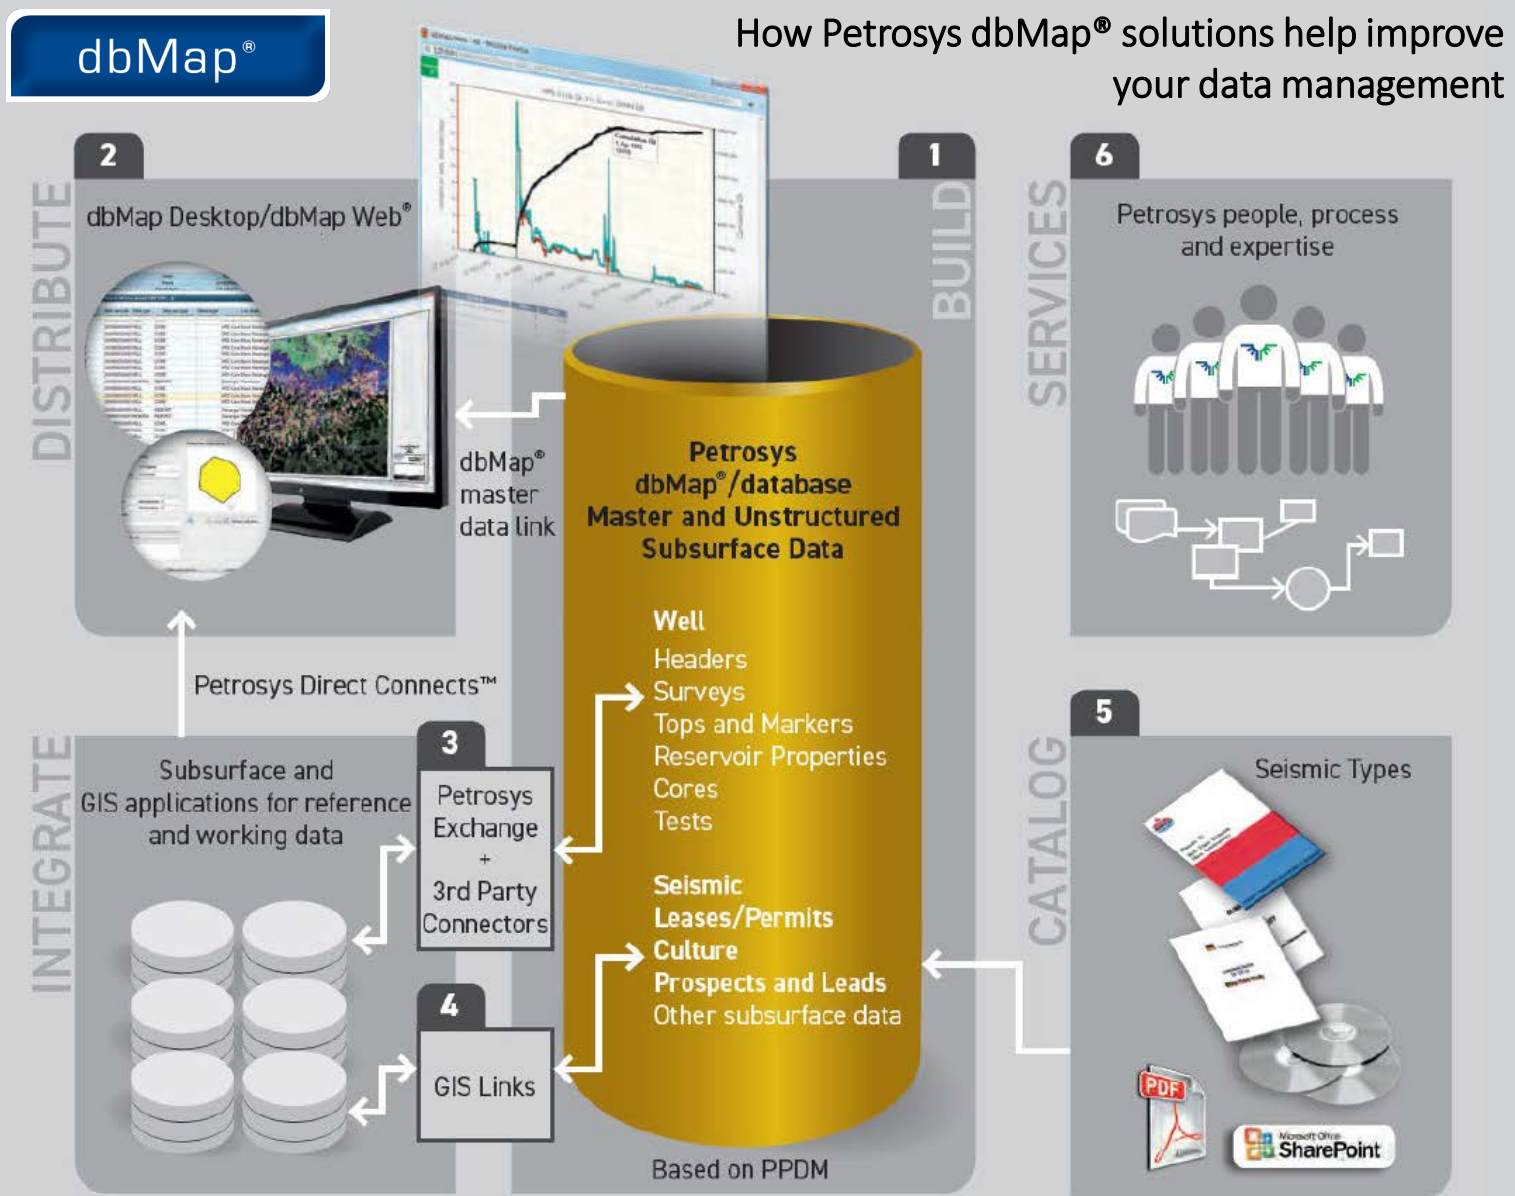 dbMap®
How Petrosys dbMap® solutions help improve
your data management
2
DISTRIBUTE
dbMap Desktop/dbMap Web®
dbMap®
master
data link
1
BUILD
Cumulative Oil
Petrosys
dbMap®/database
Master and Unstructured
Subsurface Data
Well
Headers
Surveys
Tops and Markers
Reservoir Properties
Cores
Tests
Seismic
Leases/Permits
Culture
Prospects and Leads
Other subsurface data
Based on PPDM
Petrosys Direct Connects™
INTEGRATE
Subsurface and
GIS applications for reference
and working data
3
Petrosys
Exchange
+
3rd Party
Connectors
4
GIS Links
6
SERVICES
Petrosys people, process
and expertise
5
CATALOG
Seismic Types
PDF
Microsoft Office
SharePoint